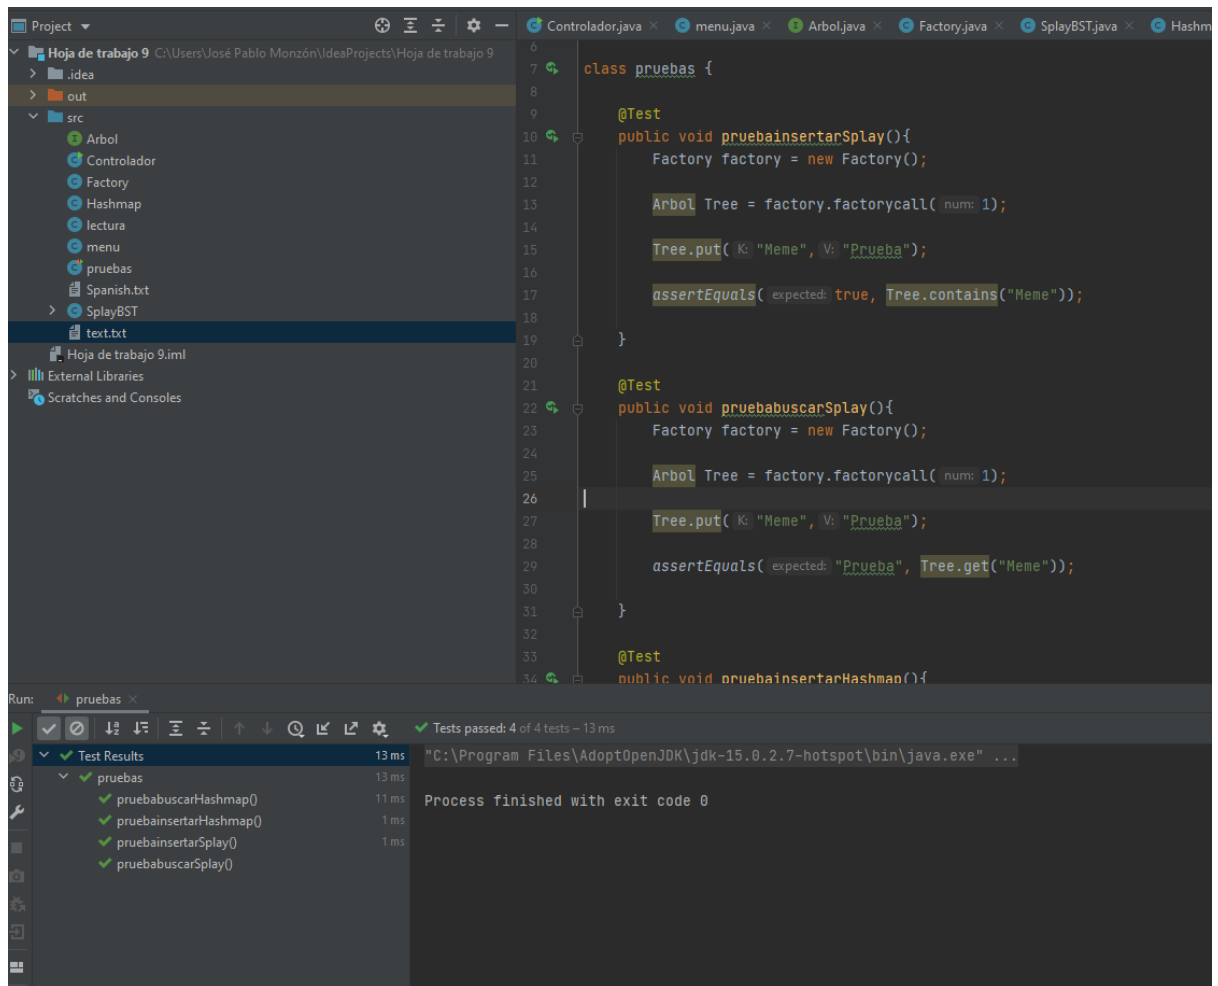 Project
Hoja de trabajo 9 C:\Users\José Pablo Monzón\IdeaProjects\Hoja de trabajo 9
.idea
out
src
Arbol
Controlador
Factory
Hashmap
lectura
menu
pruebas
Spanish.txt
SplayBST
text.txt
Hoja de trabajo 9.iml
External Libraries
Scratches and Consoles
Controlador.java menu.java Arbol.java Factory.java SplayBST.java Hashm
6
7 class pruebas {
8
9 @Test
10 public void pruebainsertarSplay(){
11 Factory factory = new Factory();
12
13 Arbol Tree = factory.factorycall( num: 1);
14
15 Tree.put( K: "Meme", V: "Prueba");
16
17 assertEquals( expected: true, Tree.contains("Meme"));
18
19 }
20
21 @Test
22 public void pruebabuscarSplay(){
23 Factory factory = new Factory();
24
25 Arbol Tree = factory.factorycall( num: 1);
26
27 Tree.put( K: "Meme", V: "Prueba");
28
29 assertEquals( expected: "Prueba", Tree.get("Meme"));
30
31 }
32
33 @Test
34 public void pruebainsertarHashmap(){
Run: pruebas
Tests passed: 4 of 4 tests – 13 ms
Test Results 13 ms
pruebas 13 ms
pruebabuscarHashmap() 11 ms
pruebainsertarHashmap() 1 ms
pruebainsertarSplay() 1 ms
pruebabuscarSplay()
"C:\Program Files\AdoptOpenJDK\jdk-15.0.2.7-hotspot\bin\java.exe" ...
Process finished with exit code 0